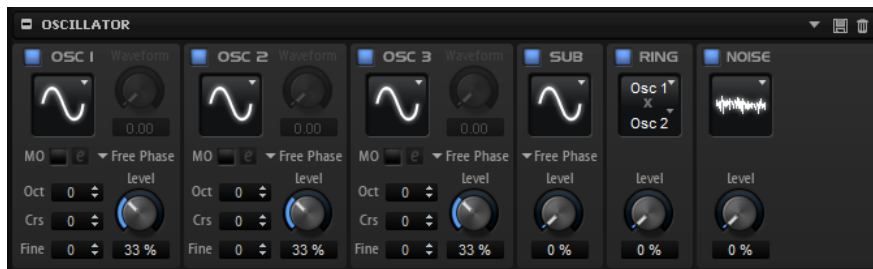 OSCILLATOR
OSC 1 Waveform OSC 2 Waveform OSC 3 Waveform SUB RING NOISE
Osc 1
X
0.00 0.00 0.00 Osc 2
MO e Free Phase MO e Free Phase MO e Free Phase Free Phase
Level Level Level Level Level Level
Oct 0 Oct 0 Oct 0
Crs 0 Crs 0 Crs 0
Fine 0 33 % Fine 0 33 % Fine 0 33 % 0 % 0 % 0 %